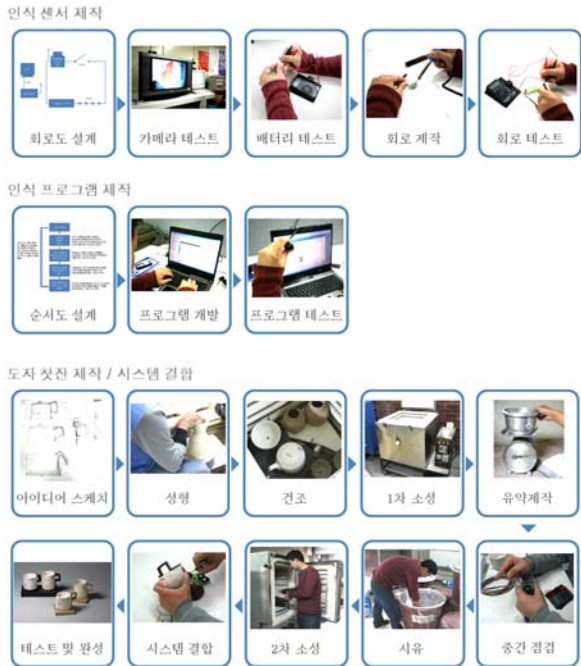 인식 센서 제작
회로도 설계
카메라 테스트
배터리 테스트
회로 제작
회로 테스트
인식 프로그램 제작
순서도 설계
프로그램 개발
프로그램 테스트
도자 찻잔 제작 / 시스템 결합
아이디어 스케치
성형
건조
1차 소성
유약제작
테스트 및 완성
시스템 결합
2차 소성
시유
중간 점검